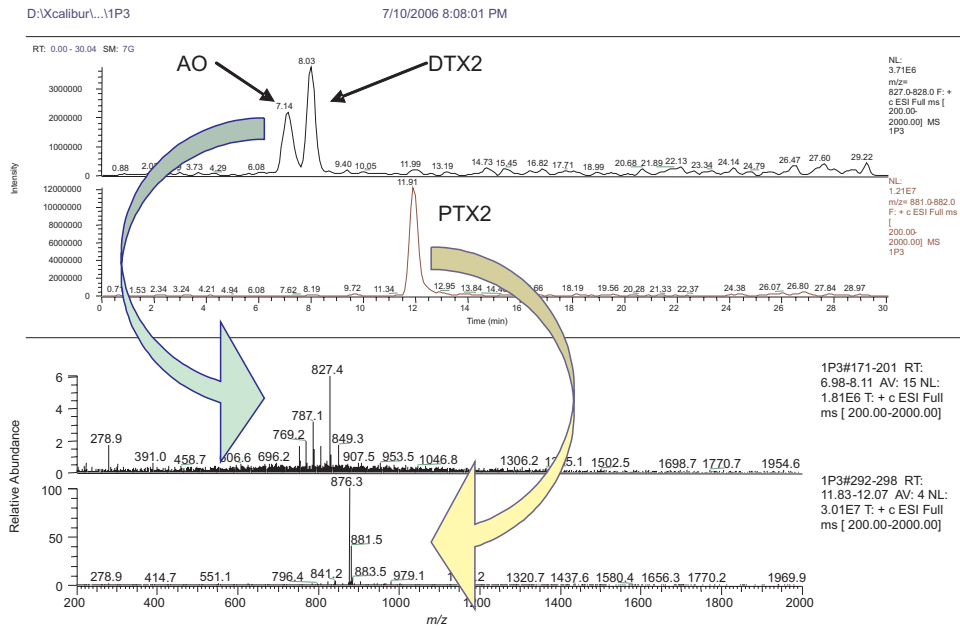 D:\Xcalibur\...\1P3 7/10/2006 8:08:01 PM
RT: 0.00 - 30.04 SM: 7G
AO
DTX2
8.03
7.14
3000000
2000000
1000000
0
0.88 3.73 4.29 6.08 9.40 10.05 11.99 13.19 14.73 15.45 16.82 17.71 18.99 20.68 21.89 22.13 23.34 24.14 24.79 26.47 27.60 29.22
NL:
3.71E6
m/z=
827.0-828.0 F: +
c ESI Full ms [
200.00-
2000.00] MS
1P3
Intensity
11.91
PTX2
12000000
10000000
8000000
6000000
4000000
2000000
0
1.53 2.34 3.24 4.21 4.94 6.08 7.62 8.19 9.72 11.34 12.95 13.84 18.19 19.56 20.28 21.33 22.37 24.38 26.07 26.80 27.84 28.97
0 2 4 6 8 10 12 14 16 18 20 22 24 26 28 30
Time (min)
NL:
1.21E7
m/z= 881.0-882.0
F: + c ESI Full ms
[
200.00-
2000.00] MS
1P3
Relative Abundance
6
4
2
0
827.4
787.1
769.2
849.3
278.9
391.0 458.7 696.2 907.5 953.5 1046.8 1306.2 1502.5 1698.7 1770.7 1954.6
1P3#171-201 RT:
6.98-8.11 AV: 15 NL:
1.81E6 T: + c ESI Full
ms [ 200.00-2000.00]
100
50
0
876.3
881.5
278.9 414.7 551.1 796.4 841.2 883.5 979.1 1320.7 1437.6 1580.4 1656.3 1770.2 1969.9
200 400 600 800 1000 1200 1400 1600 1800 2000
m/z
1P3#292-298 RT:
11.83-12.07 AV: 4 NL:
3.01E7 T: + c ESI Full
ms [ 200.00-2000.00]